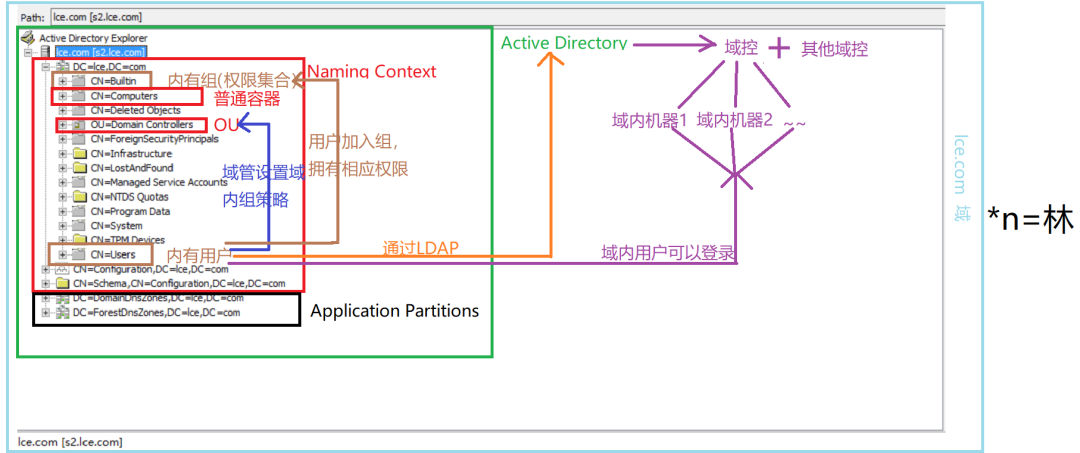 Path: lce.com [s2.lce.com]
Active Directory Explorer
lce.com [s2.lce.com]
DC=lce,DC=com
CN=Builtin
CN=Computers
CN=Deleted Objects
OU=Domain Controllers
CN=ForeignSecurityPrincipals
CN=Infrastructure
CN=LostAndFound
CN=Managed Service Accounts
CN=NTDS Quotas
CN=Program Data
CN=System
CN=TPM Devices
CN=Users
CN=Configuration,DC=lce,DC=com
CN=Schema,CN=Configuration,DC=lce,DC=com
DC=DomainDnsZones,DC=lce,DC=com
DC=ForestDnsZones,DC=lce,DC=com
Naming Context
内有组(权限集合)
普通容器
OU
用户加入组，
拥有相应权限
域管设置域
内组策略
内有用户
通过LDAP
Application Partitions
Active Directory
域控 + 其他域控
域内机器1 域内机器2 ~~
域内用户可以登录
lce.com 域
*n=林
lce.com [s2.lce.com]